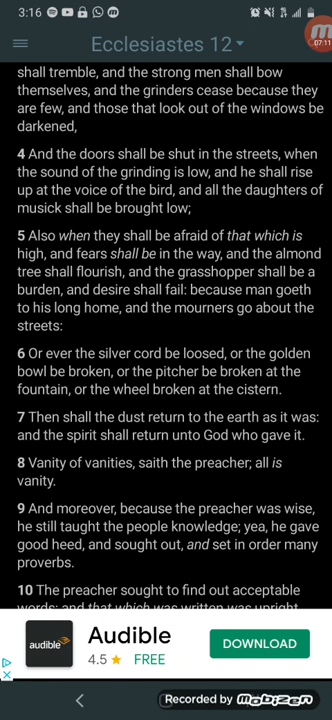 3:16
07:11
Ecclesiastes 12
shall tremble, and the strong men shall bow
themselves, and the grinders cease because they
are few, and those that look out of the windows be
darkened,
4 And the doors shall be shut in the streets, when
the sound of the grinding is low, and he shall rise
up at the voice of the bird, and all the daughters of
musick shall be brought low;
5 Also when they shall be afraid of that which is
high, and fears shall be in the way, and the almond
tree shall flourish, and the grasshopper shall be a
burden, and desire shall fail: because man goeth
to his long home, and the mourners go about the
streets:
6 Or ever the silver cord be loosed, or the golden
bowl be broken, or the pitcher be broken at the
fountain, or the wheel broken at the cistern.
7 Then shall the dust return to the earth as it was:
and the spirit shall return unto God who gave it.
8 Vanity of vanities, saith the preacher; all is
vanity.
9 And moreover, because the preacher was wise,
he still taught the people knowledge; yea, he gave
good heed, and sought out, and set in order many
proverbs.
10 The preacher sought to find out acceptable
words: and that which was written was upright
audible
Audible
4.5 ★ FREE
DOWNLOAD
Recorded by MOBIZEN